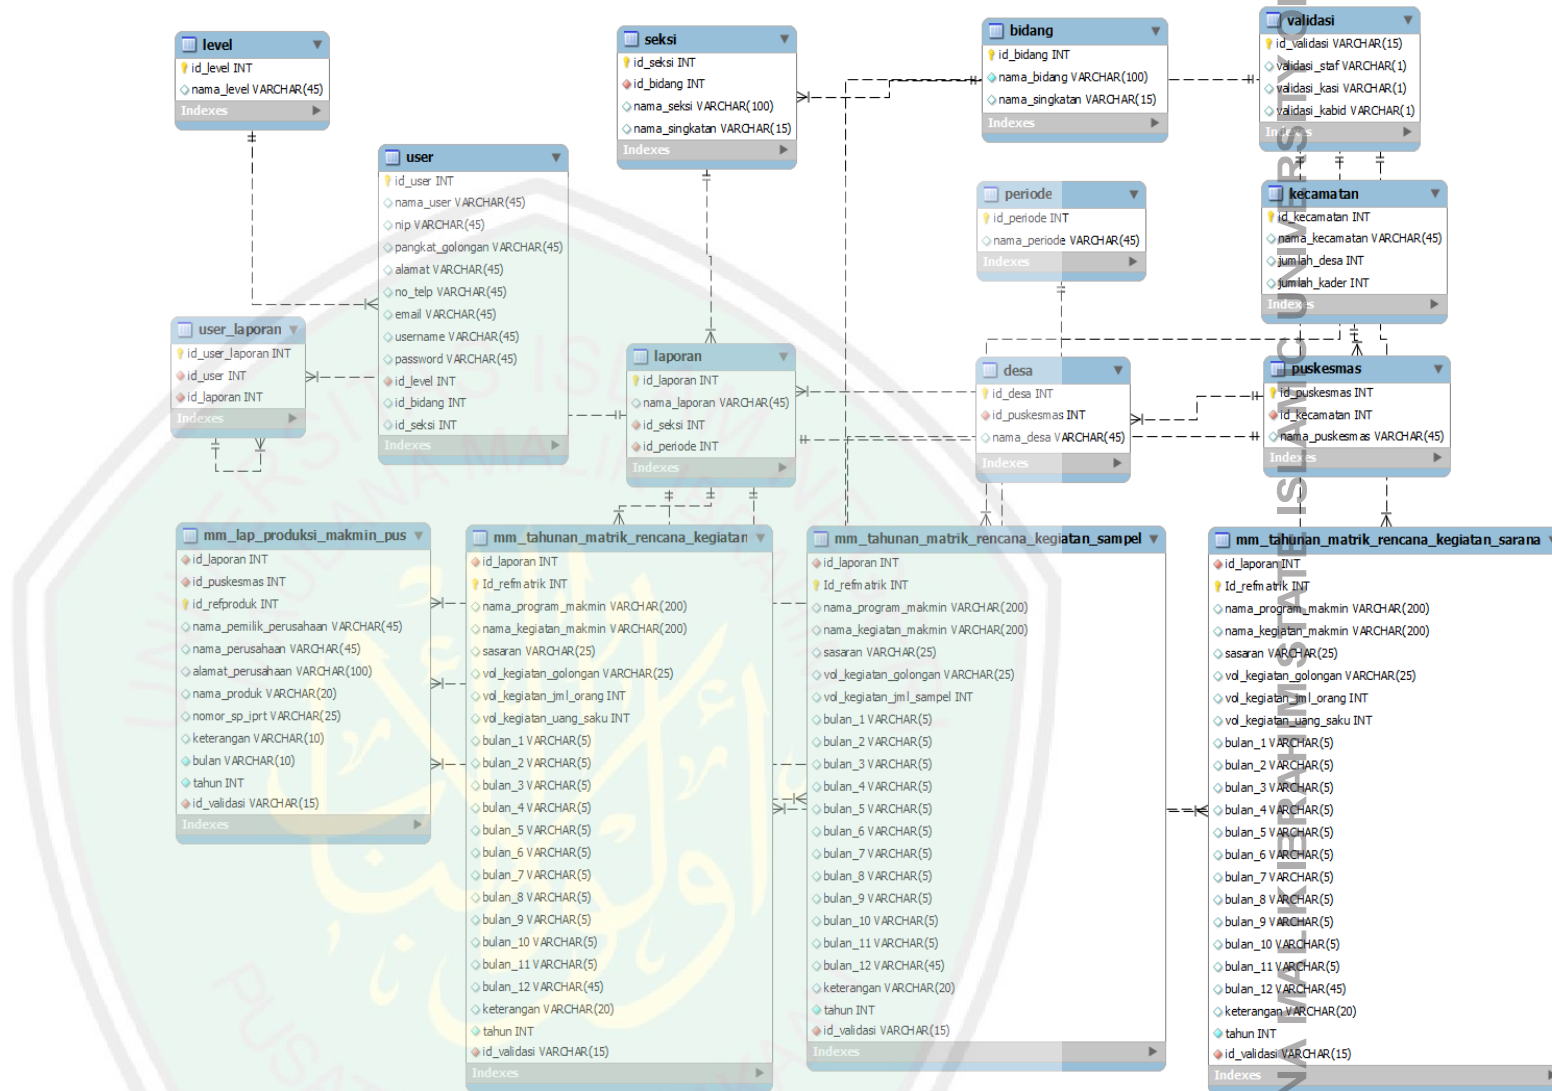 level
id_level INT
nama_level VARCHAR(45)
Indexes
user
id_user INT
nama_user VARCHAR(45)
nip VARCHAR(45)
pangkat_golongan VARCHAR(45)
alamat VARCHAR(45)
no_telp VARCHAR(45)
email VARCHAR(45)
username VARCHAR(45)
password VARCHAR(45)
id_level INT
id_bidang INT
id_seksi INT
Indexes
seksi
id_seksi INT
id_bidang INT
nama_seksi VARCHAR(100)
nama_singkatan VARCHAR(15)
Indexes
bidang
id_bidang INT
nama_bidang VARCHAR(100)
nama_singkatan VARCHAR(15)
Indexes
validasi
id_validasi VARCHAR(15)
validasi_staf VARCHAR(1)
validasi_kasi VARCHAR(1)
validasi_kabid VARCHAR(1)
Indexes
periode
id_periode INT
nama_periode VARCHAR(45)
Indexes
kecamatan
id_kecamatan INT
nama_kecamatan VARCHAR(45)
jumlah_desa INT
jumlah_kader INT
Indexes
user_laporan
id_user_laporan INT
id_user INT
id_laporan INT
Indexes
laporan
id_laporan INT
nama_laporan VARCHAR(45)
id_seksi INT
id_periode INT
Indexes
desa
id_desa INT
id_puskesmas INT
nama_desa VARCHAR(45)
Indexes
puskesmas
id_puskesmas INT
id_kecamatan INT
nama_puskesmas VARCHAR(45)
Indexes
mm_lap_produksi_makmin_pus
id_laporan INT
id_puskesmas INT
id_refproduk INT
nama_pemilik_perusahaan VARCHAR(45)
nama_perusahaan VARCHAR(45)
alamat_perusahaan VARCHAR(100)
nama_produk VARCHAR(20)
nomor_sp_iprt VARCHAR(25)
keterangan VARCHAR(10)
bulan VARCHAR(10)
tahun INT
id_validasi VARCHAR(15)
Indexes
mm_tahunan_matrik_rencana_kegiatan
id_laporan INT
Id_refmatrik INT
nama_program_makmin VARCHAR(200)
nama_kegiatan_makmin VARCHAR(200)
sasaran VARCHAR(25)
vol_kegiatan_golongan VARCHAR(25)
vol_kegiatan_jml_orang INT
vol_kegiatan_uang_saku INT
bulan_1 VARCHAR(5)
bulan_2 VARCHAR(5)
bulan_3 VARCHAR(5)
bulan_4 VARCHAR(5)
bulan_5 VARCHAR(5)
bulan_6 VARCHAR(5)
bulan_7 VARCHAR(5)
bulan_8 VARCHAR(5)
bulan_9 VARCHAR(5)
bulan_10 VARCHAR(5)
bulan_11 VARCHAR(5)
bulan_12 VARCHAR(45)
keterangan VARCHAR(20)
tahun INT
id_validasi VARCHAR(15)
Indexes
mm_tahunan_matrik_rencana_kegiatan_sampel
id_laporan INT
Id_refmatrik INT
nama_program_makmin VARCHAR(200)
nama_kegiatan_makmin VARCHAR(200)
sasaran VARCHAR(25)
vol_kegiatan_golongan VARCHAR(25)
vol_kegiatan_jml_sampel INT
bulan_1 VARCHAR(5)
bulan_2 VARCHAR(5)
bulan_3 VARCHAR(5)
bulan_4 VARCHAR(5)
bulan_5 VARCHAR(5)
bulan_6 VARCHAR(5)
bulan_7 VARCHAR(5)
bulan_8 VARCHAR(5)
bulan_9 VARCHAR(5)
bulan_10 VARCHAR(5)
bulan_11 VARCHAR(5)
bulan_12 VARCHAR(45)
keterangan VARCHAR(20)
tahun INT
id_validasi VARCHAR(15)
Indexes
mm_tahunan_matrik_rencana_kegiatan_sarana
id_laporan INT
Id_refmatrik INT
nama_program_makmin VARCHAR(200)
nama_kegiatan_makmin VARCHAR(200)
sasaran VARCHAR(25)
vol_kegiatan_golongan VARCHAR(25)
vol_kegiatan_jml_orang INT
vol_kegiatan_uang_saku INT
bulan_1 VARCHAR(5)
bulan_2 VARCHAR(5)
bulan_3 VARCHAR(5)
bulan_4 VARCHAR(5)
bulan_5 VARCHAR(5)
bulan_6 VARCHAR(5)
bulan_7 VARCHAR(5)
bulan_8 VARCHAR(5)
bulan_9 VARCHAR(5)
bulan_10 VARCHAR(5)
bulan_11 VARCHAR(5)
bulan_12 VARCHAR(45)
keterangan VARCHAR(20)
tahun INT
id_validasi VARCHAR(15)
Indexes
MALIKIBRAHIM STATE ISLAMIC UNIVERSITY